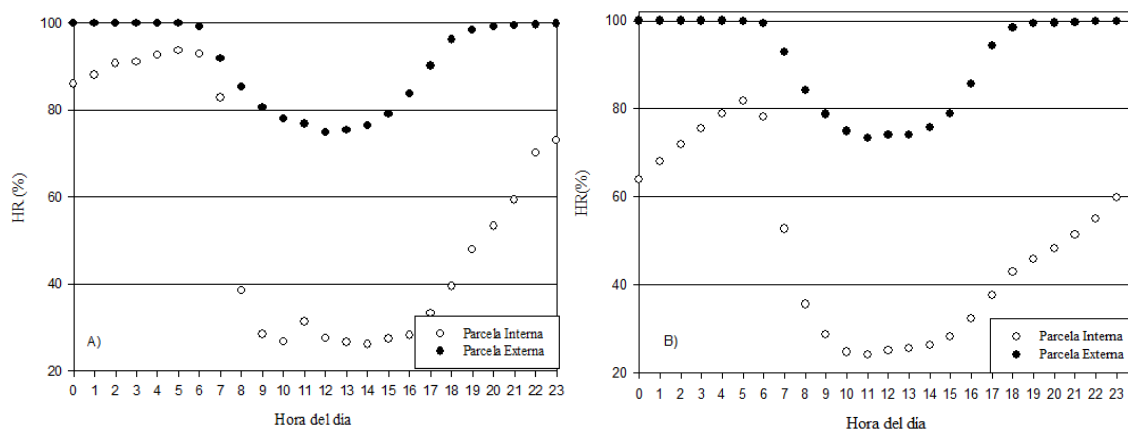 100
80
60
40
20
HR (%)
A)
Parcela Interna
Parcela Externa
0 1 2 3 4 5 6 7 8 9 10 11 12 13 14 15 16 17 18 19 20 21 22 23
Hora del día
100
80
60
40
20
HR(%)
B)
Parcela Interna
Parcela Externa
0 1 2 3 4 5 6 7 8 9 10 11 12 13 14 15 16 17 18 19 20 21 22 23
Hora del día